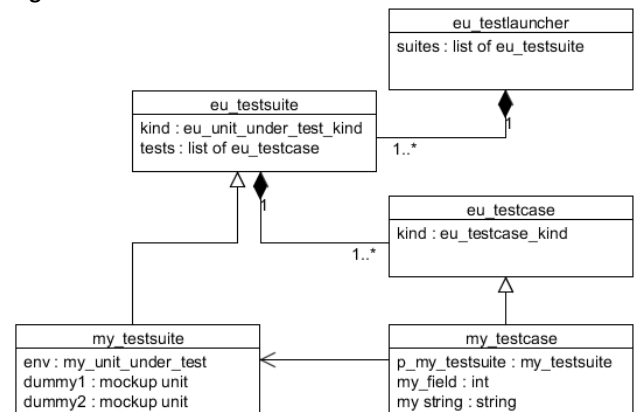 eu_testlauncher
suites : list of eu_testsuite
eu_testsuite
kind : eu_unit_under_test_kind
tests : list of eu_testcase
1
1..*
1
eu_testcase
kind : eu_testcase_kind
1..*
my_testsuite
env : my_unit_under_test
dummy1 : mockup unit
dummy2 : mockup unit
my_testcase
p_my_testsuite : my_testsuite
my_field : int
my string : string